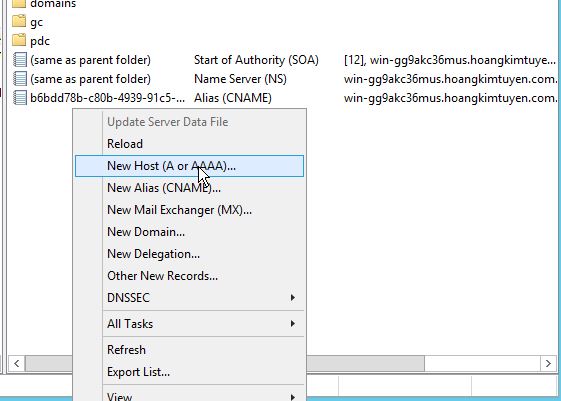 domains
gc
pdc
(same as parent folder) Start of Authority (SOA) [12], win-gg9akc36mus.hoangkimtuye...
(same as parent folder) Name Server (NS) win-gg9akc36mus.hoangkimtuyen.com.
b6bdd78b-c80b-4939-91c5-... Alias (CNAME) win-gg9akc36mus.hoangkimtuyen.com.
Update Server Data File
Reload
New Host (A or AAAA)...
New Alias (CNAME)...
New Mail Exchanger (MX)...
New Domain...
New Delegation...
Other New Records...
DNSSEC
All Tasks
Refresh
Export List...
View